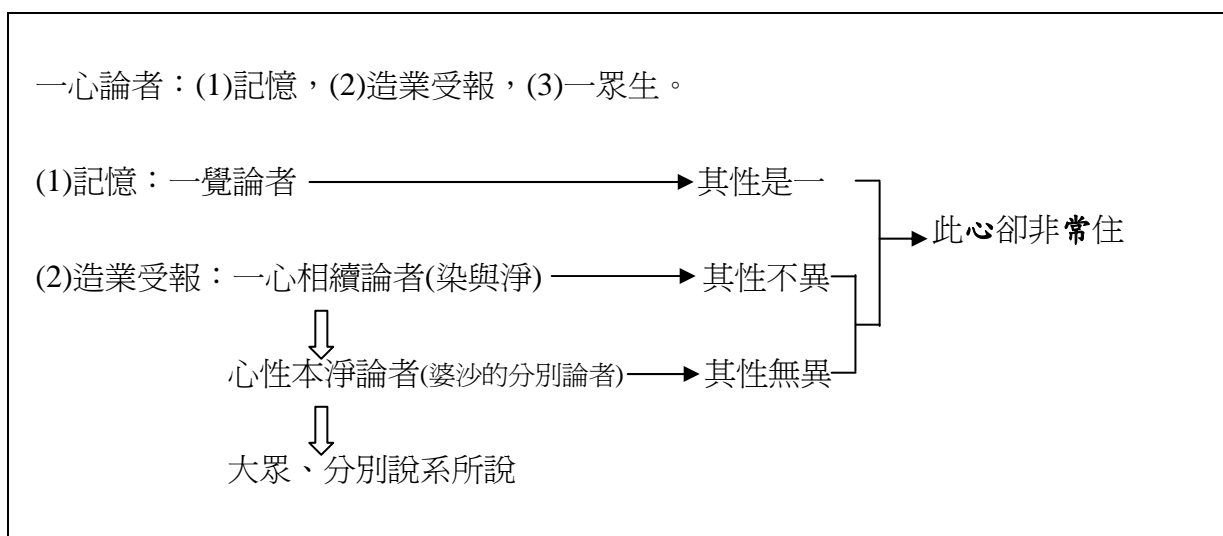 一心論者：(1)記憶，(2)造業受報，(3)一眾生。
(1)記憶：一覺論者 其性是一
此心卻非常住
(2)造業受報：一心相續論者(染與淨) 其性不異
心性本淨論者(婆沙的分別論者) 其性無異
大眾、分別說系所說